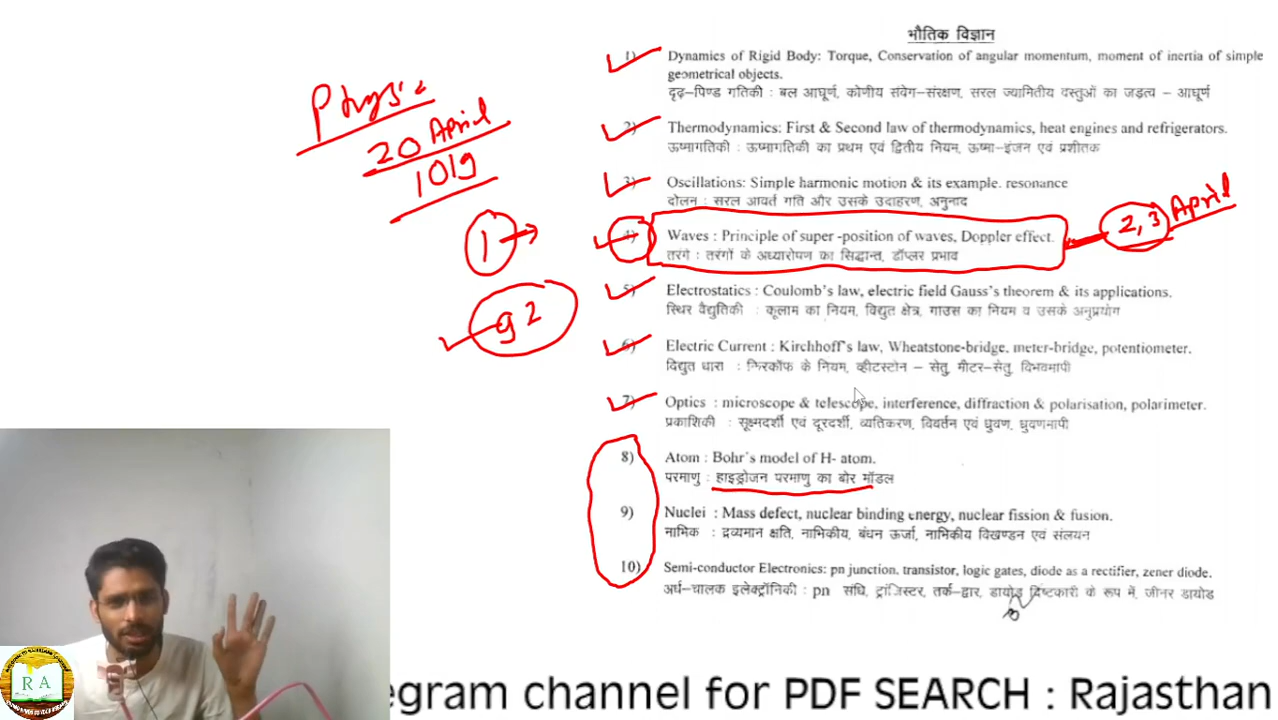 भौतिक विज्ञान
1) Dynamics of Rigid Body: Torque, Conservation of angular momentum, moment of inertia of simple
geometrical objects.
दृढ़–पिण्ड गतिकी : बल आघूर्ण, कोणीय संवेग–संरक्षण, सरल ज्यामितीय वस्तुओं का जड़त्व – आघूर्ण
2) Thermodynamics: First & Second law of thermodynamics, heat engines and refrigerators.
ऊष्मागतिकी : ऊष्मागतिकी का प्रथम एवं द्वितीय नियम, ऊष्मा–इंजन एवं प्रशीतक
3) Oscillations: Simple harmonic motion & its example. resonance
दोलन : सरल आवर्त गति और उसके उदाहरण, अनुनाद
4) Waves : Principle of super -position of waves, Doppler effect.
तरंगे : तरंगों के अध्यारोपण का सिद्धान्त, डॉप्लर प्रभाव
5) Electrostatics : Coulomb's law, electric field Gauss's theorem & its applications.
स्थिर वैद्युतिकी : कूलाम का नियम, विद्युत क्षेत्र, गाउस का नियम व उसके अनुप्रयोग
6) Electric Current : Kirchhoff's law, Wheatstone-bridge, meter-bridge, potentiometer.
विद्युत धारा : किरकॉफ के नियम, व्हीटस्टोन – सेतु, मीटर–सेतु, विभवमापी
7) Optics : microscope & telescope, interference, diffraction & polarisation, polarimeter.
प्रकाशिकी : सूक्ष्मदर्शी एवं दूरदर्शी, व्यतिकरण, विवर्तन एवं ध्रुवण, ध्रुवणमापी
8) Atom : Bohr's model of H- atom.
परमाणु : हाइड्रोजन परमाणु का बोर मॉडल
9) Nuclei : Mass defect, nuclear binding energy, nuclear fission & fusion.
नाभिक : द्रव्यमान क्षति, नाभिकीय, बंधन ऊर्जा, नाभिकीय विखण्डन एवं संलयन
10) Semi-conductor Electronics: pn junction. transistor, logic gates, diode as a rectifier, zener diode.
अर्ध–चालक इलेक्ट्रॉनिकी : pn संधि, ट्रांजिस्टर, तर्क–द्वार, डायोड दिष्टकारी के रूप में, जीनर डायोड
Physics
20 April
1019
1
92
2, 3 April
RA
egram channel for PDF SEARCH : Rajasthan